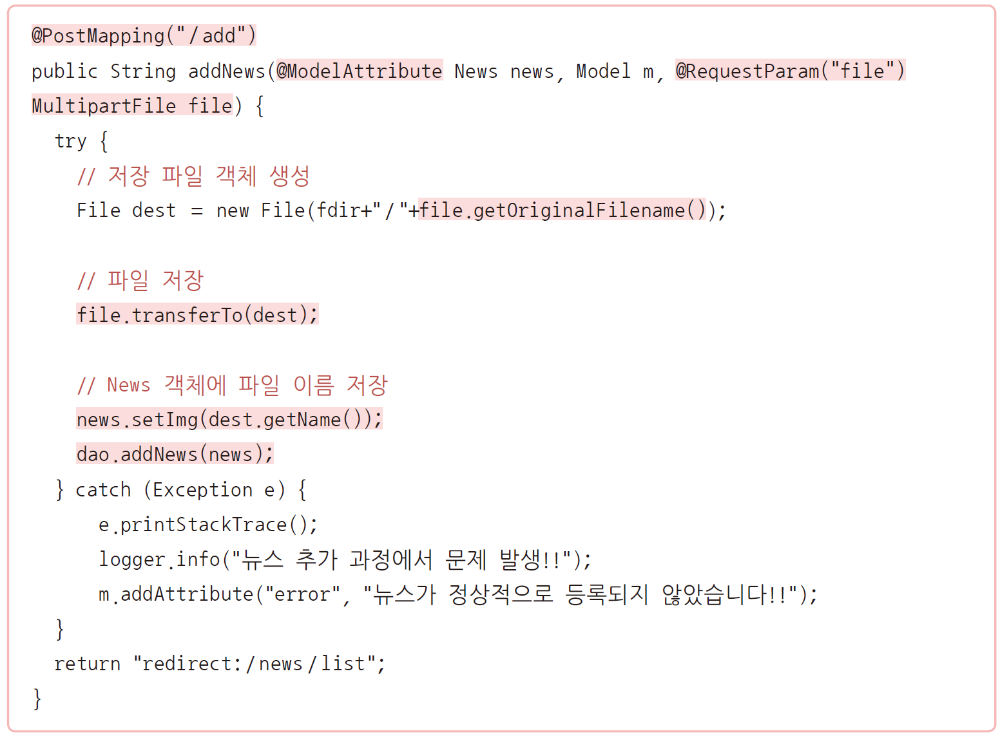 @PostMapping("/add")
public String addNews(@ModelAttribute News news, Model m, @RequestParam("file")
MultipartFile file) {
try {
// 저장 파일 객체 생성
File dest = new File(fdir+"/"+file.getOriginalFilename());
// 파일 저장
file.transferTo(dest);
// News 객체에 파일 이름 저장
news.setImg(dest.getName());
dao.addNews(news);
} catch (Exception e) {
e.printStackTrace();
logger.info("뉴스 추가 과정에서 문제 발생!!");
m.addAttribute("error", "뉴스가 정상적으로 등록되지 않았습니다!!");
}
return "redirect:/news/list";
}